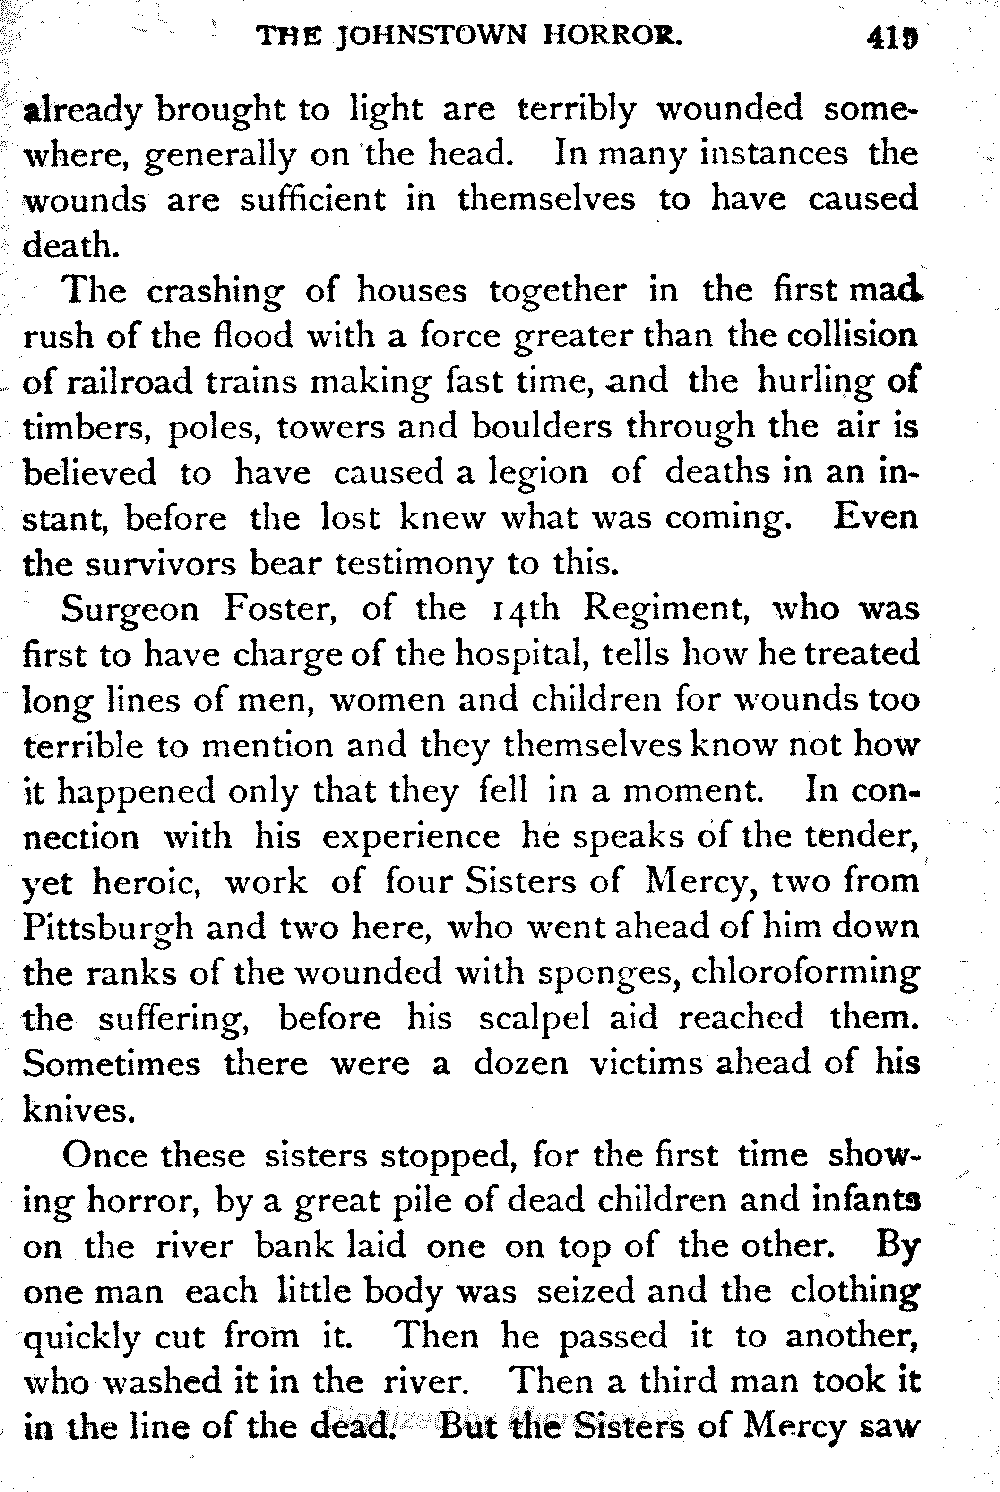 THE JOHNSTOWN HORROR. 419
already brought to light are terribly wounded some-
where, generally on the head. In many instances the
wounds are sufficient in themselves to have caused
death.
The crashing of houses together in the first mad
rush of the flood with a force greater than the collision
of railroad trains making fast time, and the hurling of
timbers, poles, towers and boulders through the air is
believed to have caused a legion of deaths in an in-
stant, before the lost knew what was coming. Even
the survivors bear testimony to this.
Surgeon Foster, of the 14th Regiment, who was
first to have charge of the hospital, tells how he treated
long lines of men, women and children for wounds too
terrible to mention and they themselves know not how
it happened only that they fell in a moment. In con-
nection with his experience he speaks of the tender,
yet heroic, work of four Sisters of Mercy, two from
Pittsburgh and two here, who went ahead of him down
the ranks of the wounded with sponges, chloroforming
the suffering, before his scalpel aid reached them.
Sometimes there were a dozen victims ahead of his
knives.
Once these sisters stopped, for the first time show-
ing horror, by a great pile of dead children and infants
on the river bank laid one on top of the other. By
one man each little body was seized and the clothing
quickly cut from it. Then he passed it to another,
who washed it in the river. Then a third man took it
in the line of the dead. But the Sisters of Mercy saw